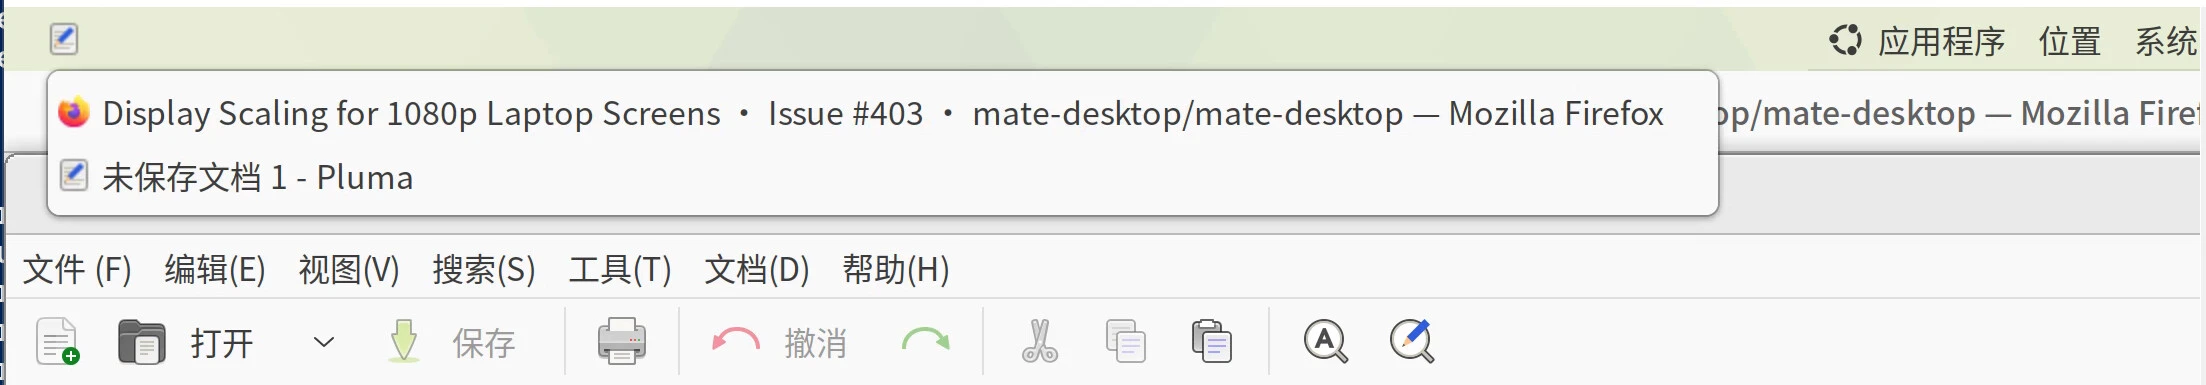 应用程序 位置 系统
Display Scaling for 1080p Laptop Screens · Issue #403 · mate-desktop/mate-desktop — Mozilla Firefox
op/mate-desktop — Mozilla Firef
未保存文档 1 - Pluma
文件 (F) 编辑(E) 视图(V) 搜索(S) 工具(T) 文档(D) 帮助(H)
打开 保存 撤消